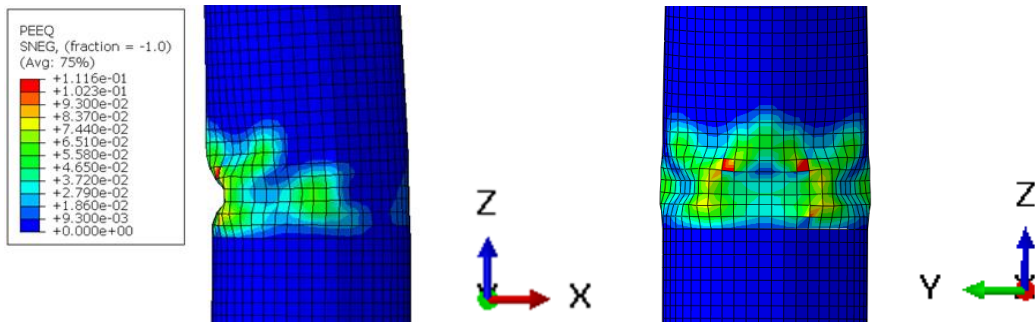 PEEQ
SNEG, (fraction = -1.0)
(Avg: 75%)
+1.116e-01
+1.023e-01
+9.300e-02
+8.370e-02
+7.440e-02
+6.510e-02
+5.580e-02
+4.650e-02
+3.720e-02
+2.790e-02
+1.860e-02
+9.300e-03
+0.000e+00
Z
X
Z
Y